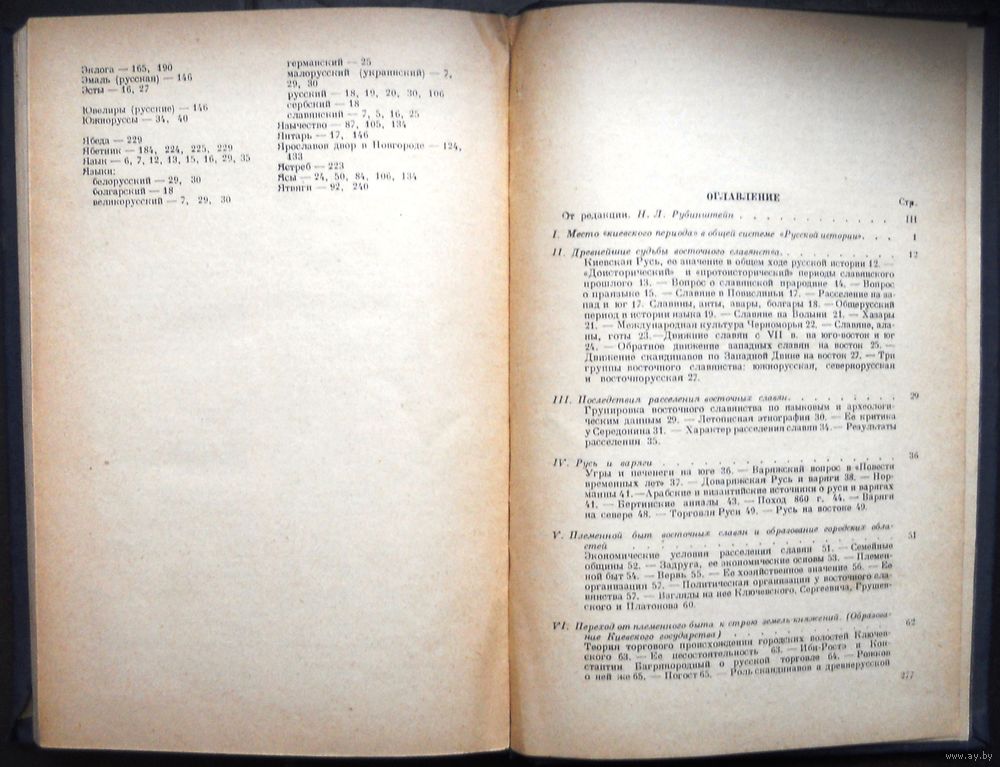 Эклога — 165, 190
Эмаль (русская) — 146
Эсты — 16, 27
Ювелиры (русские) — 146
Южноруссы — 34, 40
Ябеда — 229
Ябетник — 184, 224, 225, 229
Язык — 6, 7, 12, 13, 15, 16, 29, 35
Языки:
белорусский — 29, 30
болгарский — 18
великорусский — 7, 29, 30
германский — 25
малорусский (украинский) — 7,
29, 30
русский — 18, 19, 20, 30, 106
сербский — 18
славянский — 7, 5, 16, 25
Язычество — 87, 105, 134
Янтарь — 17, 146
Ярославов двор в Новгороде — 124,
133
Ястреб — 223
Ясы — 24, 50, 84, 106, 134
Ятвяги — 92, 240
ОГЛАВЛЕНИЕ
Стр.
От редакции. Н. Л. Рубинштейн . . . . . . . . . . . . III
I. Место «киевского периода» в общей системе «Русской истории». . . 1
II. Древнейшие судьбы восточного славянства. . . . . . . . . 12
Киевская Русь, ее значение в общем ходе русской истории 12. —
«Доисторический» и «протоисторический» периоды славянского
прошлого 13. — Вопрос о славянской прародине 14. — Вопрос
о праязыке 15. — Славяне в Повислиньи 17. — Расселение на за-
пад и юг 17. Славяны, анты, авары, болгары 18. — Общерусский
период в истории языка 19. — Славяне на Волыни 21. — Хазары
21. — Международная культура Черноморья 22. — Славяне, ала-
ны, готы 23. — Движние славян с VII в. на юго-восток и юг
24. — Обратное движение западных славян на восток 25. —
Движение скандинавов по Западной Двине на восток 27. — Три
группы восточного славянства: южнорусская, севернорусская
и восточнорусская 27.
III. Последствия расселения восточных славян. . . . . . . . . 29
Групировка восточного славянства по языковым и археологи-
ческим данным 29. — Летописная этнография 30. — Ее критика
у Середонина 31. — Характер расселения славян 34. — Результаты
расселения 35.
IV. Русь и варяги . . . . . . . . . . . . . . . . 36
Угры и печенеги на юге 36. — Варяжский вопрос в «Повести
временных лет» 37. — Доваряжская Русь и варяги 38. — Нор-
манны 41. — Арабские и византийские источники о руси и варягах
41. — Бертинские анналы 43. — Поход 860 г. 44. — Варяги
на севере 48. — Торговля Руси 49. — Русь на востоке 49.
V. Племенной быт восточных славян и образование городских обла-
стей . . . . . . . . . . . . . . . . . 51
Экономические условия расселения славян 51. — Семейные
общины 52. — Задруга, ее экономические основы 53. — Племен-
ной быт 54. — Вервь 55. — Ее хозяйственное значение 56. — Ее
организация 57. — Политическая организация у восточного сла-
вянства 57. — Взгляды на нее Ключевского, Сергеевича, Грушев-
ского и Платонова 60.
VI. Переход от племенного быта к строю земель княжений. (Образова-
ние Киевского государства) . . . . . . . . . . . . 62
Теория торгового происхождения городских волостей Ключев-
ского 63. — Ее несостоятельность 63. — Ибн-Ростэ и Кон-
стантин Багрянородный о русской торговле 64. — Рожков
о ней же 65. — Погост 65. — Роль скандинавов в древнерусской
277
www.ay.by